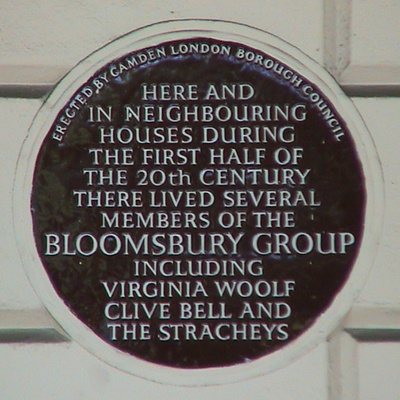 ERECTED BY CAMDEN LONDON BOROUGH COUNCIL
HERE AND
IN NEIGHBOURING
HOUSES DURING
THE FIRST HALF OF
THE 20th CENTURY
THERE LIVED SEVERAL
MEMBERS OF THE
BLOOMSBURY GROUP
INCLUDING
VIRGINIA WOOLF
CLIVE BELL AND
THE STRACHEYS